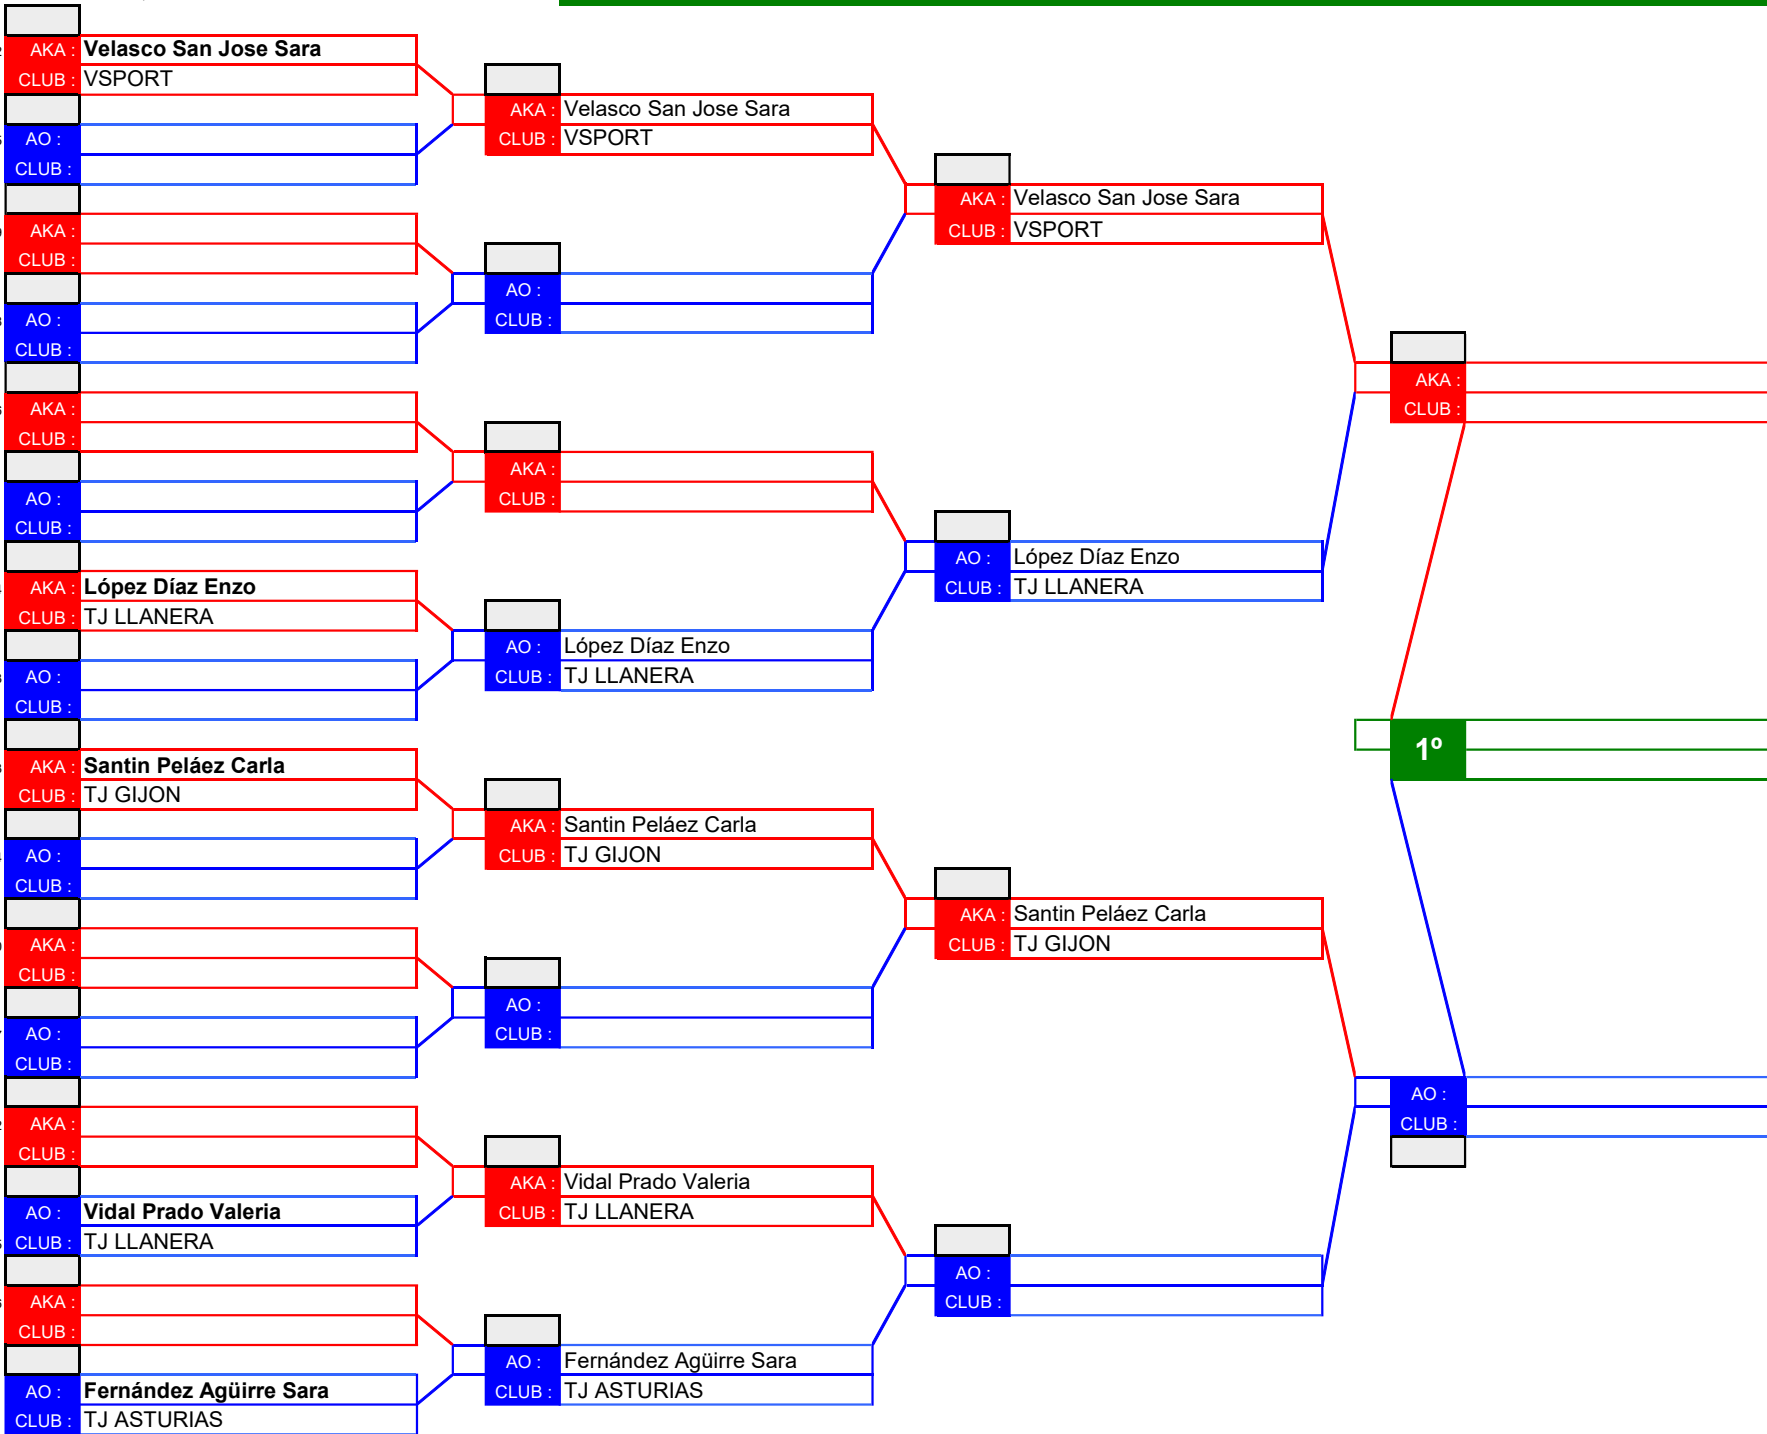 AKA : Velasco San Jose Sara
CLUB : VSPORT
AO :
CLUB :
AKA :
CLUB :
AO :
CLUB :
AKA :
CLUB :
AO :
CLUB :
AKA : López Díaz Enzo
CLUB : TJ LLANERA
AO :
CLUB :
AKA : Santin Peláez Carla
CLUB : TJ GIJON
AO :
CLUB :
AKA :
CLUB :
AO :
CLUB :
AKA :
CLUB :
AO : Vidal Prado Valeria
CLUB : TJ LLANERA
AKA :
CLUB :
AO : Fernández Agüirre Sara
CLUB : TJ ASTURIAS
AKA : Velasco San Jose Sara
CLUB : VSPORT
AO :
CLUB :
AKA :
CLUB :
AO : López Díaz Enzo
CLUB : TJ LLANERA
AKA : Santin Peláez Carla
CLUB : TJ GIJON
AO :
CLUB :
AKA : Vidal Prado Valeria
CLUB : TJ LLANERA
AO : Fernández Agüirre Sara
CLUB : TJ ASTURIAS
AKA : Velasco San Jose Sara
CLUB : VSPORT
AO : López Díaz Enzo
CLUB : TJ LLANERA
AKA : Santin Peláez Carla
CLUB : TJ GIJON
AO :
CLUB :
AKA :
CLUB :
1º
AO :
CLUB :